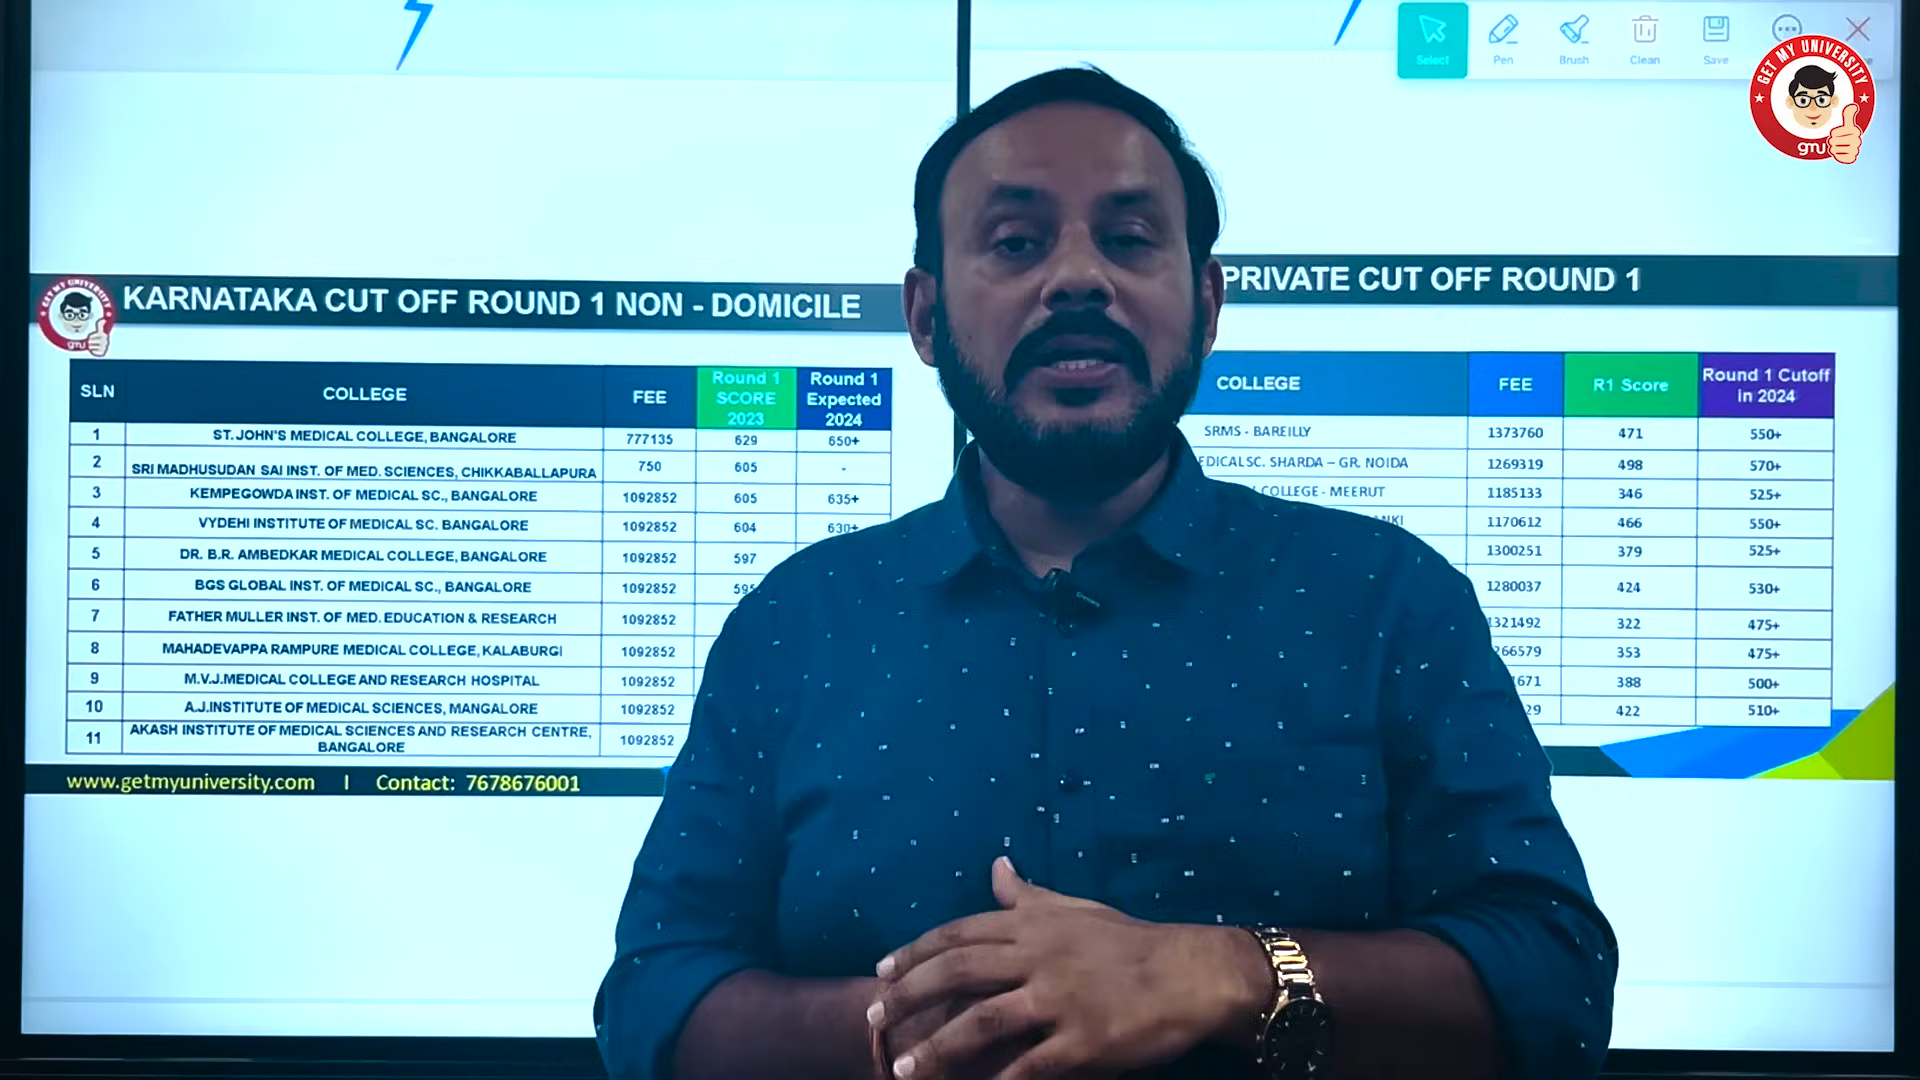 Select Pen Brush Clean Save
GET MY UNIVERSITY
gmu
GET MY UNIVERSITY
gmu
KARNATAKA CUT OFF ROUND 1 NON - DOMICILE
SLN COLLEGE FEE Round 1 SCORE 2023 Round 1 Expected 2024
1 ST. JOHN'S MEDICAL COLLEGE, BANGALORE 777135 629 650+
2 SRI MADHUSUDAN SAI INST. OF MED. SCIENCES, CHIKKABALLAPURA 750 605 -
3 KEMPEGOWDA INST. OF MEDICAL SC., BANGALORE 1092852 605 635+
4 VYDEHI INSTITUTE OF MEDICAL SC. BANGALORE 1092852 604 630+
5 DR. B.R. AMBEDKAR MEDICAL COLLEGE, BANGALORE 1092852 597
6 BGS GLOBAL INST. OF MEDICAL SC., BANGALORE 1092852
7 FATHER MULLER INST. OF MED. EDUCATION & RESEARCH 1092852
8 MAHADEVAPPA RAMPURE MEDICAL COLLEGE, KALABURGI 1092852
9 M.V.J.MEDICAL COLLEGE AND RESEARCH HOSPITAL 1092852
10 A.J.INSTITUTE OF MEDICAL SCIENCES, MANGALORE 1092852
11 AKASH INSTITUTE OF MEDICAL SCIENCES AND RESEARCH CENTRE, BANGALORE 1092852
www.getmyuniversity.com I Contact: 7678676001
PRIVATE CUT OFF ROUND 1
COLLEGE FEE R1 Score Round 1 Cutoff in 2024
SRMS - BAREILLY 1373760 471 550+
SC. SHARDA – GR. NOIDA 1269319 498 570+
COLLEGE - MEERUT 1185133 346 525+
1170612 466 550+
1300251 379 525+
1280037 424 530+
1321492 322 475+
353 475+
388 500+
422 510+